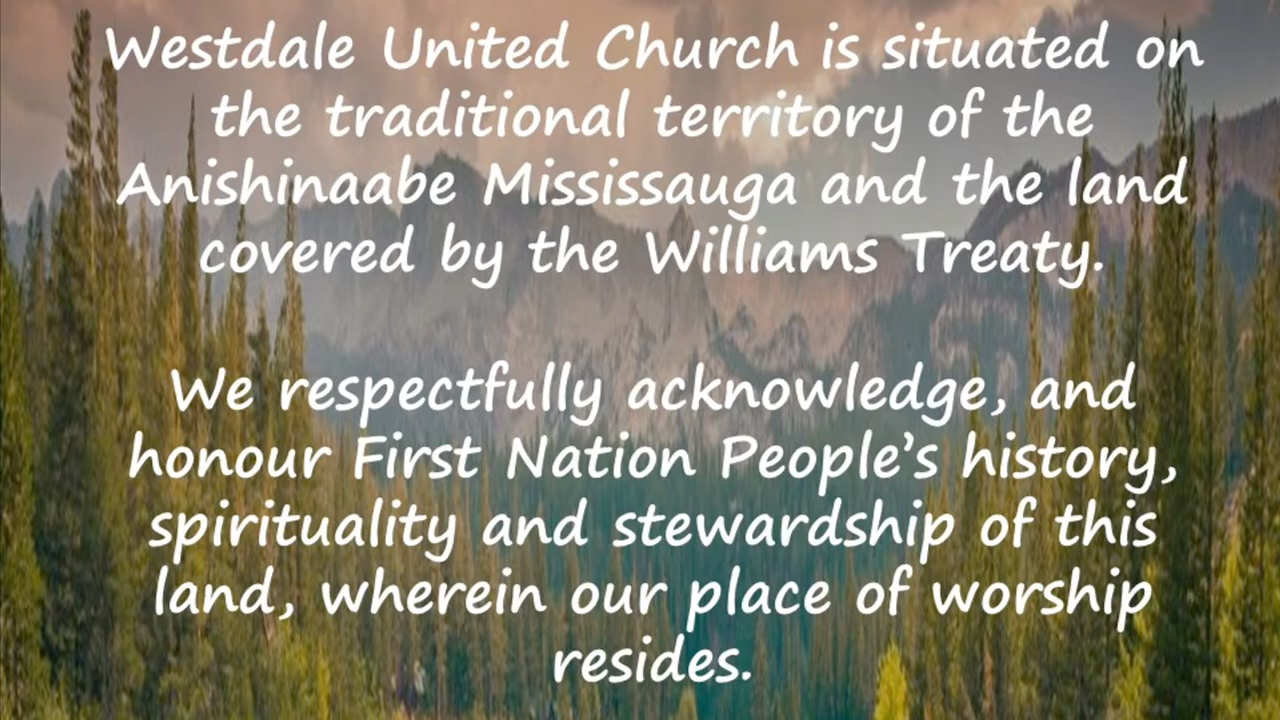 Westdale United Church is situated on
the traditional territory of the
Anishinaabe Mississauga and the land
covered by the Williams Treaty.
We respectfully acknowledge, and
honour First Nation People’s history,
spirituality and stewardship of this
land, wherein our place of worship
resides.